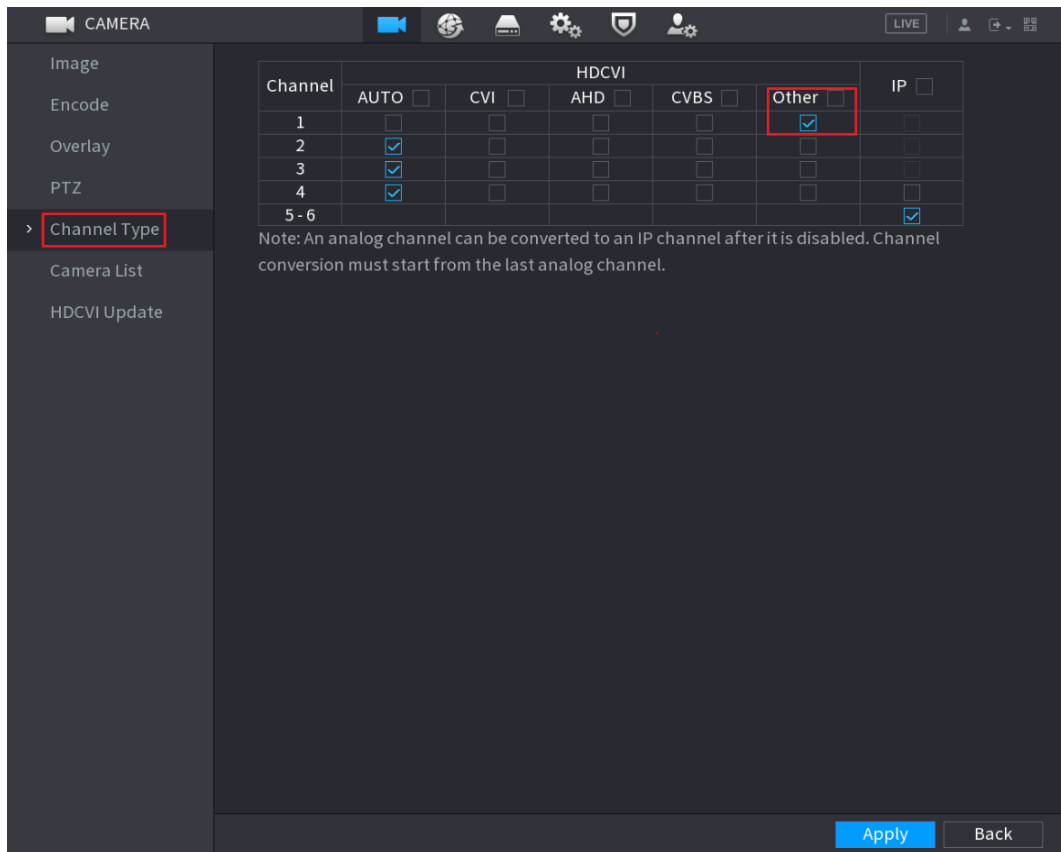 CAMERA
LIVE
Image
Encode
Overlay
PTZ
Channel Type
Camera List
HDCVI Update
Channel HDCVI IP
AUTO CVI AHD CVBS Other
1
2
3
4
5 - 6
Note: An analog channel can be converted to an IP channel after it is disabled. Channel
conversion must start from the last analog channel.
Apply Back